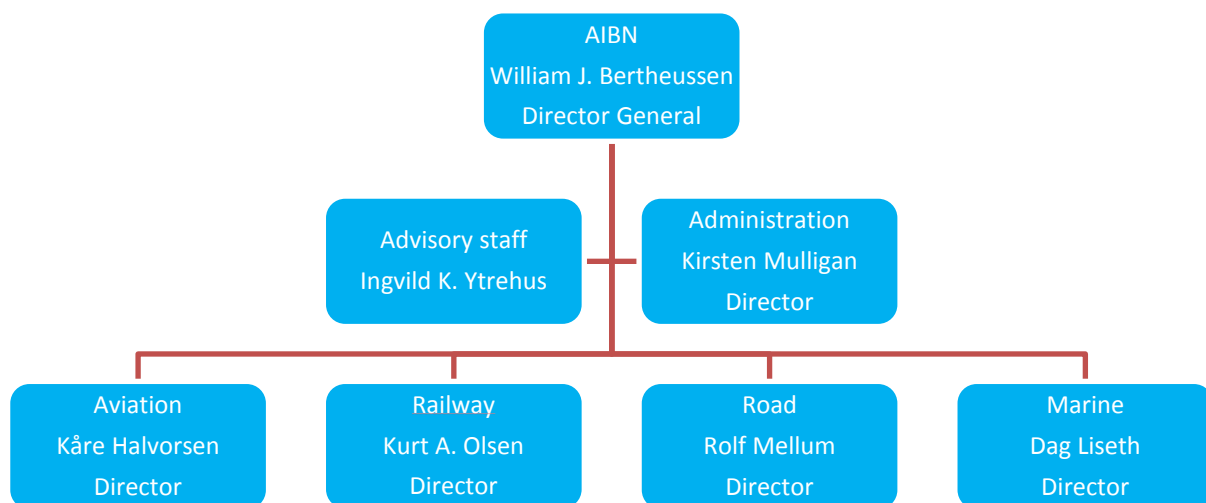 AIBN
William J. Bertheussen
Director General
Advisory staff
Ingvild K. Ytrehus
Administration
Kirsten Mulligan
Director
Aviation
Kåre Halvorsen
Director
Railway
Kurt A. Olsen
Director
Road
Rolf Mellum
Director
Marine
Dag Liseth
Director